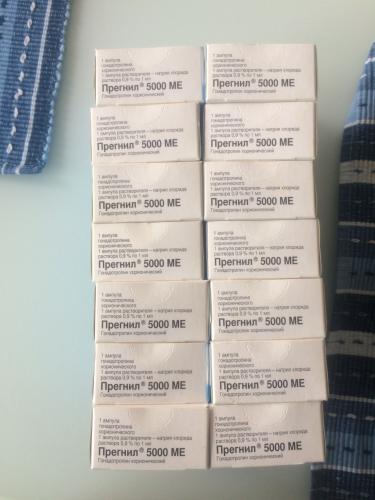 1 ампула
гонадотропина
хорионического
1 ампула растворителя – натрия хлорида
раствора 0,9 % по 1 мл
Прегнил® 5000 МЕ
Гонадотропин хорионический
1 ампула
гонадотропина
хорионического
1 ампула растворителя – натрия хлорида
раствора 0,9 % по 1 мл
Прегнил® 5000 МЕ
Гонадотропин хорионический
1 ампула
гонадотропина
хорионического
1 ампула растворителя – натрия хлорида
раствора 0,9 % по 1 мл
Прегнил® 5000 МЕ
Гонадотропин хорионический
1 ампула
гонадотропина
хорионического
1 ампула растворителя – натрия хлорида
раствора 0,9 % по 1 мл
Прегнил® 5000 МЕ
Гонадотропин хорионический
1 ампула
гонадотропина
хорионического
1 ампула растворителя – натрия хлорида
раствора 0,9 % по 1 мл
Прегнил® 5000 МЕ
Гонадотропин хорионический
1 ампула
гонадотропина
хорионического
1 ампула растворителя – натрия хлорида
раствора 0,9 % по 1 мл
Прегнил® 5000 МЕ
Гонадотропин хорионический
1 ампула
гонадотропина
хорионического
1 ампула растворителя – натрия хлорида
раствора 0,9 % по 1 мл
Прегнил® 5000 МЕ
Гонадотропин хорионический
1 ампула
гонадотропина
хорионического
1 ампула растворителя – натрия хлорида
раствора 0,9 % по 1 мл
Прегнил® 5000 МЕ
Гонадотропин хорионический
1 ампула
гонадотропина
хорионического
1 ампула растворителя – натрия хлорида
раствора 0,9 % по 1 мл
Прегнил® 5000 МЕ
Гонадотропин хорионический
1 ампула
гонадотропина
хорионического
1 ампула растворителя – натрия хлорида
раствора 0,9 % по 1 мл
Прегнил® 5000 МЕ
Гонадотропин хорионический
1 ампула
гонадотропина
хорионического
1 ампула растворителя – натрия хлорида
раствора 0,9 % по 1 мл
Прегнил® 5000 МЕ
Гонадотропин хорионический
1 ампула
гонадотропина
хорионического
1 ампула растворителя – натрия хлорида
раствора 0,9 % по 1 мл
Прегнил® 5000 МЕ
Гонадотропин хорионический
1 ампула
гонадотропина
хорионического
1 ампула растворителя – натрия хлорида
раствора 0,9 % по 1 мл
Прегнил® 5000 МЕ
Гонадотропин хорионический
1 ампула
гонадотропина
хорионического
1 ампула растворителя – натрия хлорида
раствора 0,9 % по 1 мл
Прегнил® 5000 МЕ
Гонадотропин хорионический